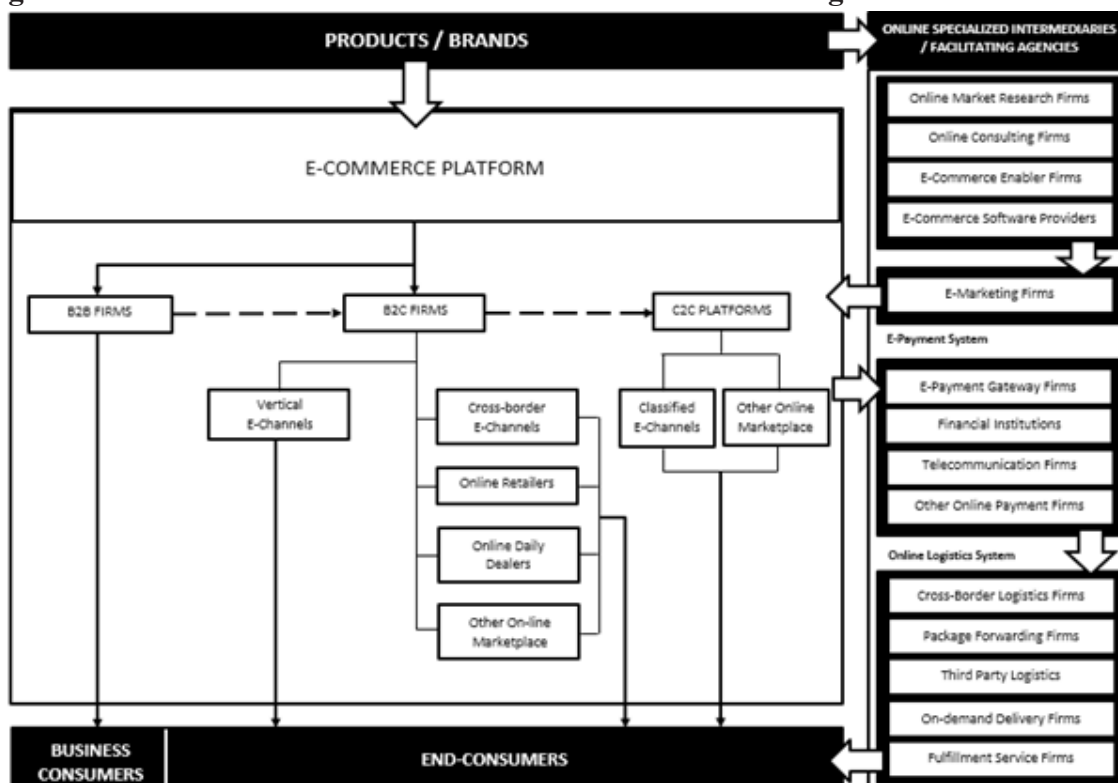 PRODUCTS / BRANDS
ONLINE SPECIALIZED INTERMEDIARIES
/ FACILITATING AGENCIES
Online Market Research Firms
Online Consulting Firms
E-Commerce Enabler Firms
E-Commerce Software Providers
E-COMMERCE PLATFORM
B2B FIRMS
B2C FIRMS
C2C PLATFORMS
E-Marketing Firms
E-Payment System
Vertical
E-Channels
Cross-border
E-Channels
Online Retailers
Online Daily
Dealers
Other On-line
Marketplace
Classified
E-Channels
Other Online
Marketplace
E-Payment Gateway Firms
Financial Institutions
Telecommunication Firms
Other Online Payment Firms
Online Logistics System
Cross-Border Logistics Firms
Package Forwarding Firms
Third Party Logistics
On-demand Delivery Firms
Fulfillment Service Firms
BUSINESS
CONSUMERS
END-CONSUMERS